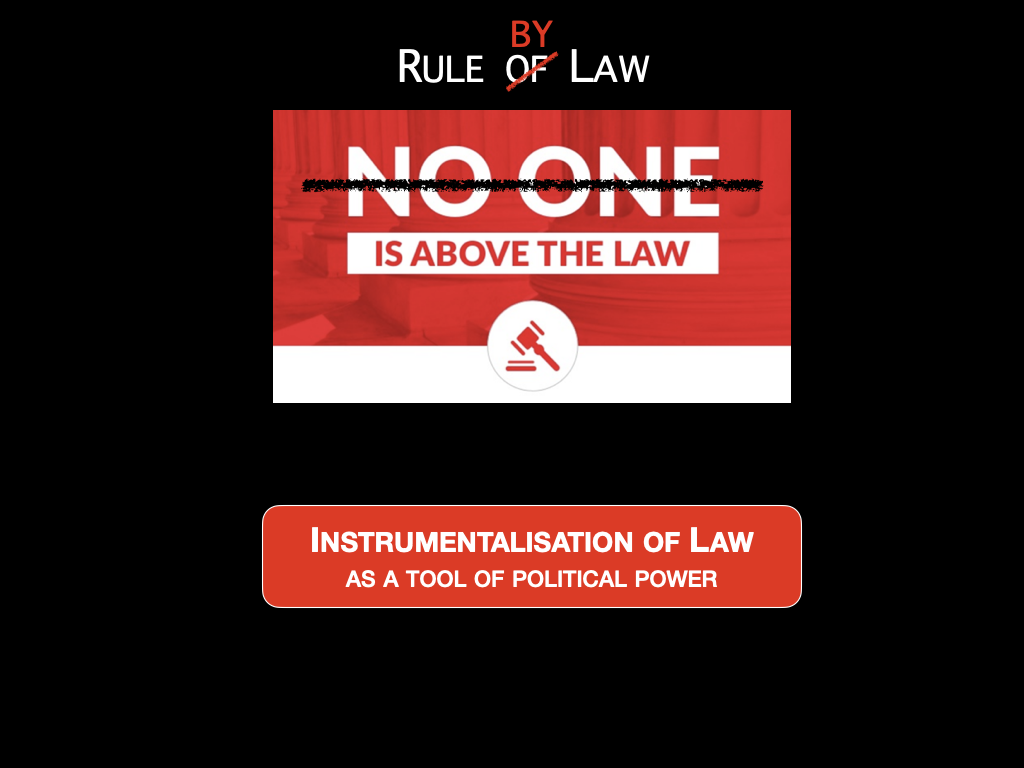 BY
RULE OF LAW
NO ONE
IS ABOVE THE LAW
INSTRUMENTALISATION OF LAW
AS A TOOL OF POLITICAL POWER